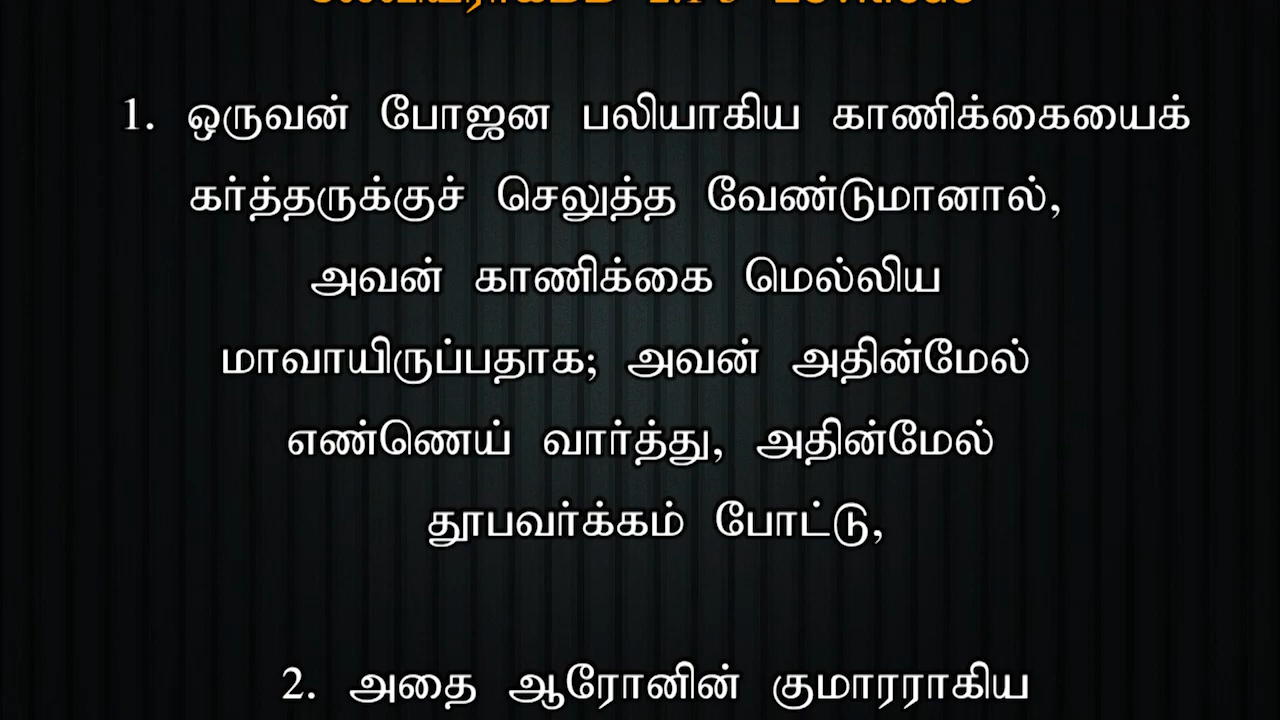 1. ஒருவன் போஜன பலியாகிய காணிக்கையைக்
கர்த்தருக்குச் செலுத்த வேண்டுமானால்,
அவன் காணிக்கை மெல்லிய
மாவாயிருப்பதாக; அவன் அதின்மேல்
எண்ணெய் வார்த்து, அதின்மேல்
தூபவர்க்கம் போட்டு,
2. அதை ஆரோனின் குமாரராகிய